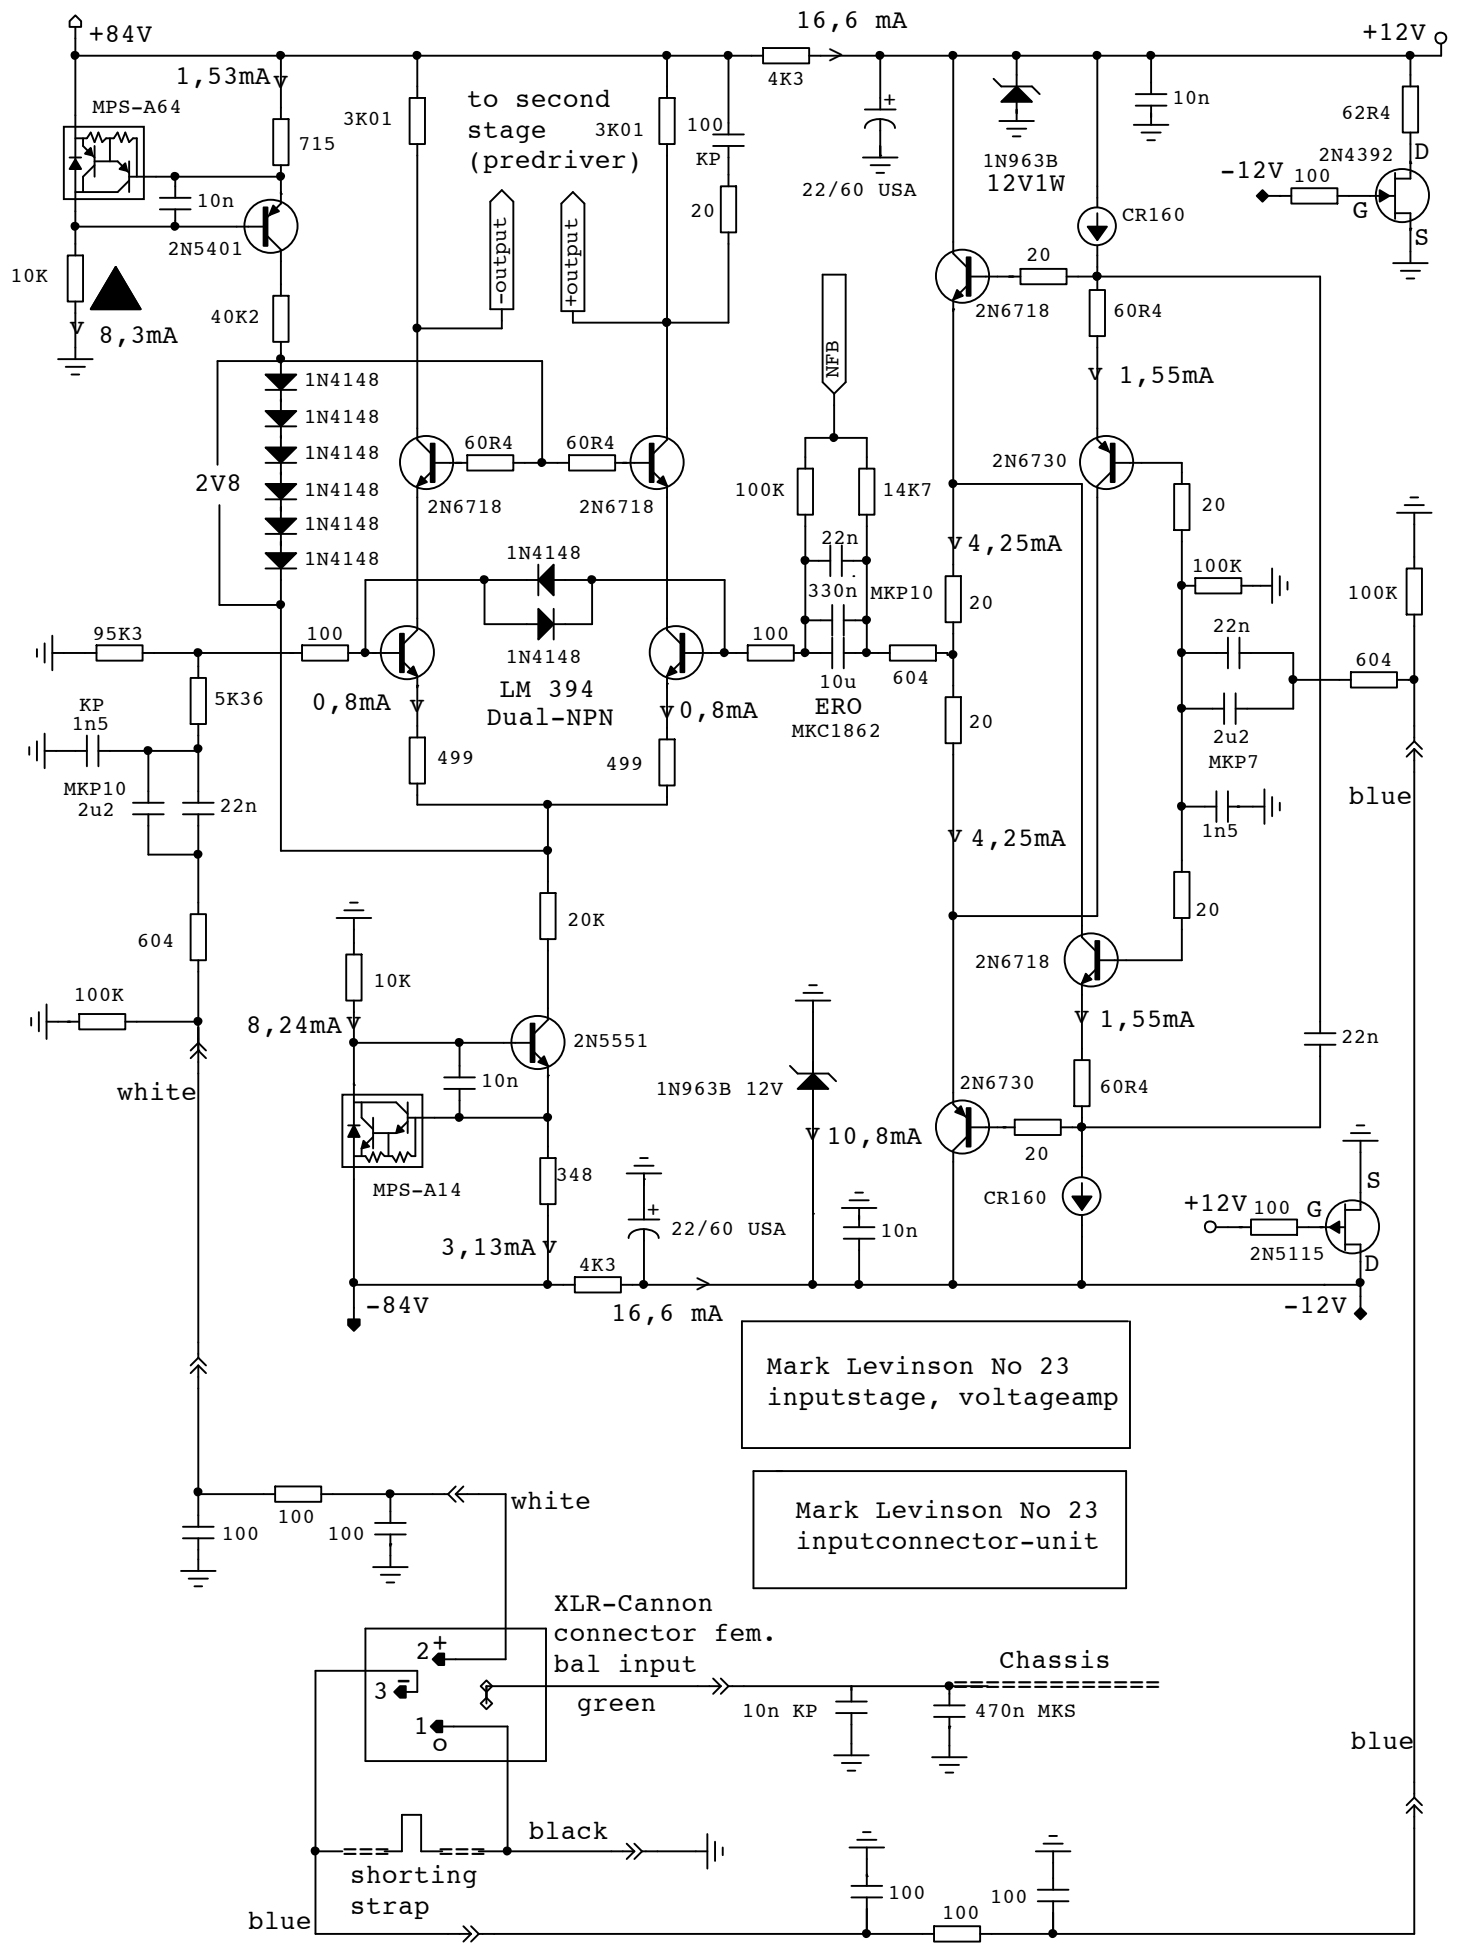 +84V
16,6 mA
+12V
1,53mA
4K3
MPS-A64
715
3K01
to second
stage
(predriver)
3K01
100
KP
+
22/60 USA
1N963B
12V1W
10n
62R4
2N4392
D
-12V
100
G
S
10n
2N5401
20
CR160
10K
8,3mA
40K2
-output
+output
20
2N6718
60R4
NFB
1,55mA
1N4148
1N4148
1N4148
1N4148
1N4148
1N4148
2V8
60R4
60R4
2N6718
2N6718
100K
14K7
2N6730
20
22n
4,25mA
1N4148
330n
MKP10
20
100K
100K
95K3
100
1N4148
100
22n
604
10u
604
LM 394
Dual-NPN
0,8mA
0,8mA
ERO
MKC1862
20
5K36
KP
1n5
499
499
2u2
MKP7
MKP10
2u2
22n
blue
4,25mA
1n5
20K
20
604
10K
2N6718
100K
8,24mA
2N5551
1,55mA
22n
white
10n
1N963B 12V
2N6730
60R4
10,8mA
20
MPS-A14
348
CR160
S
+12V
100
G
+
22/60 USA
10n
2N5115
D
3,13mA
4K3
-84V
16,6 mA
-12V
Mark Levinson No 23
inputstage, voltageamp
Mark Levinson No 23
inputconnector-unit
white
100
100
100
XLR-Cannon
connector fem.
bal input
2
+
3
-
1
O
green
Chassis
10n KP
470n MKS
blue
black
shorting
strap
blue
100
100
100